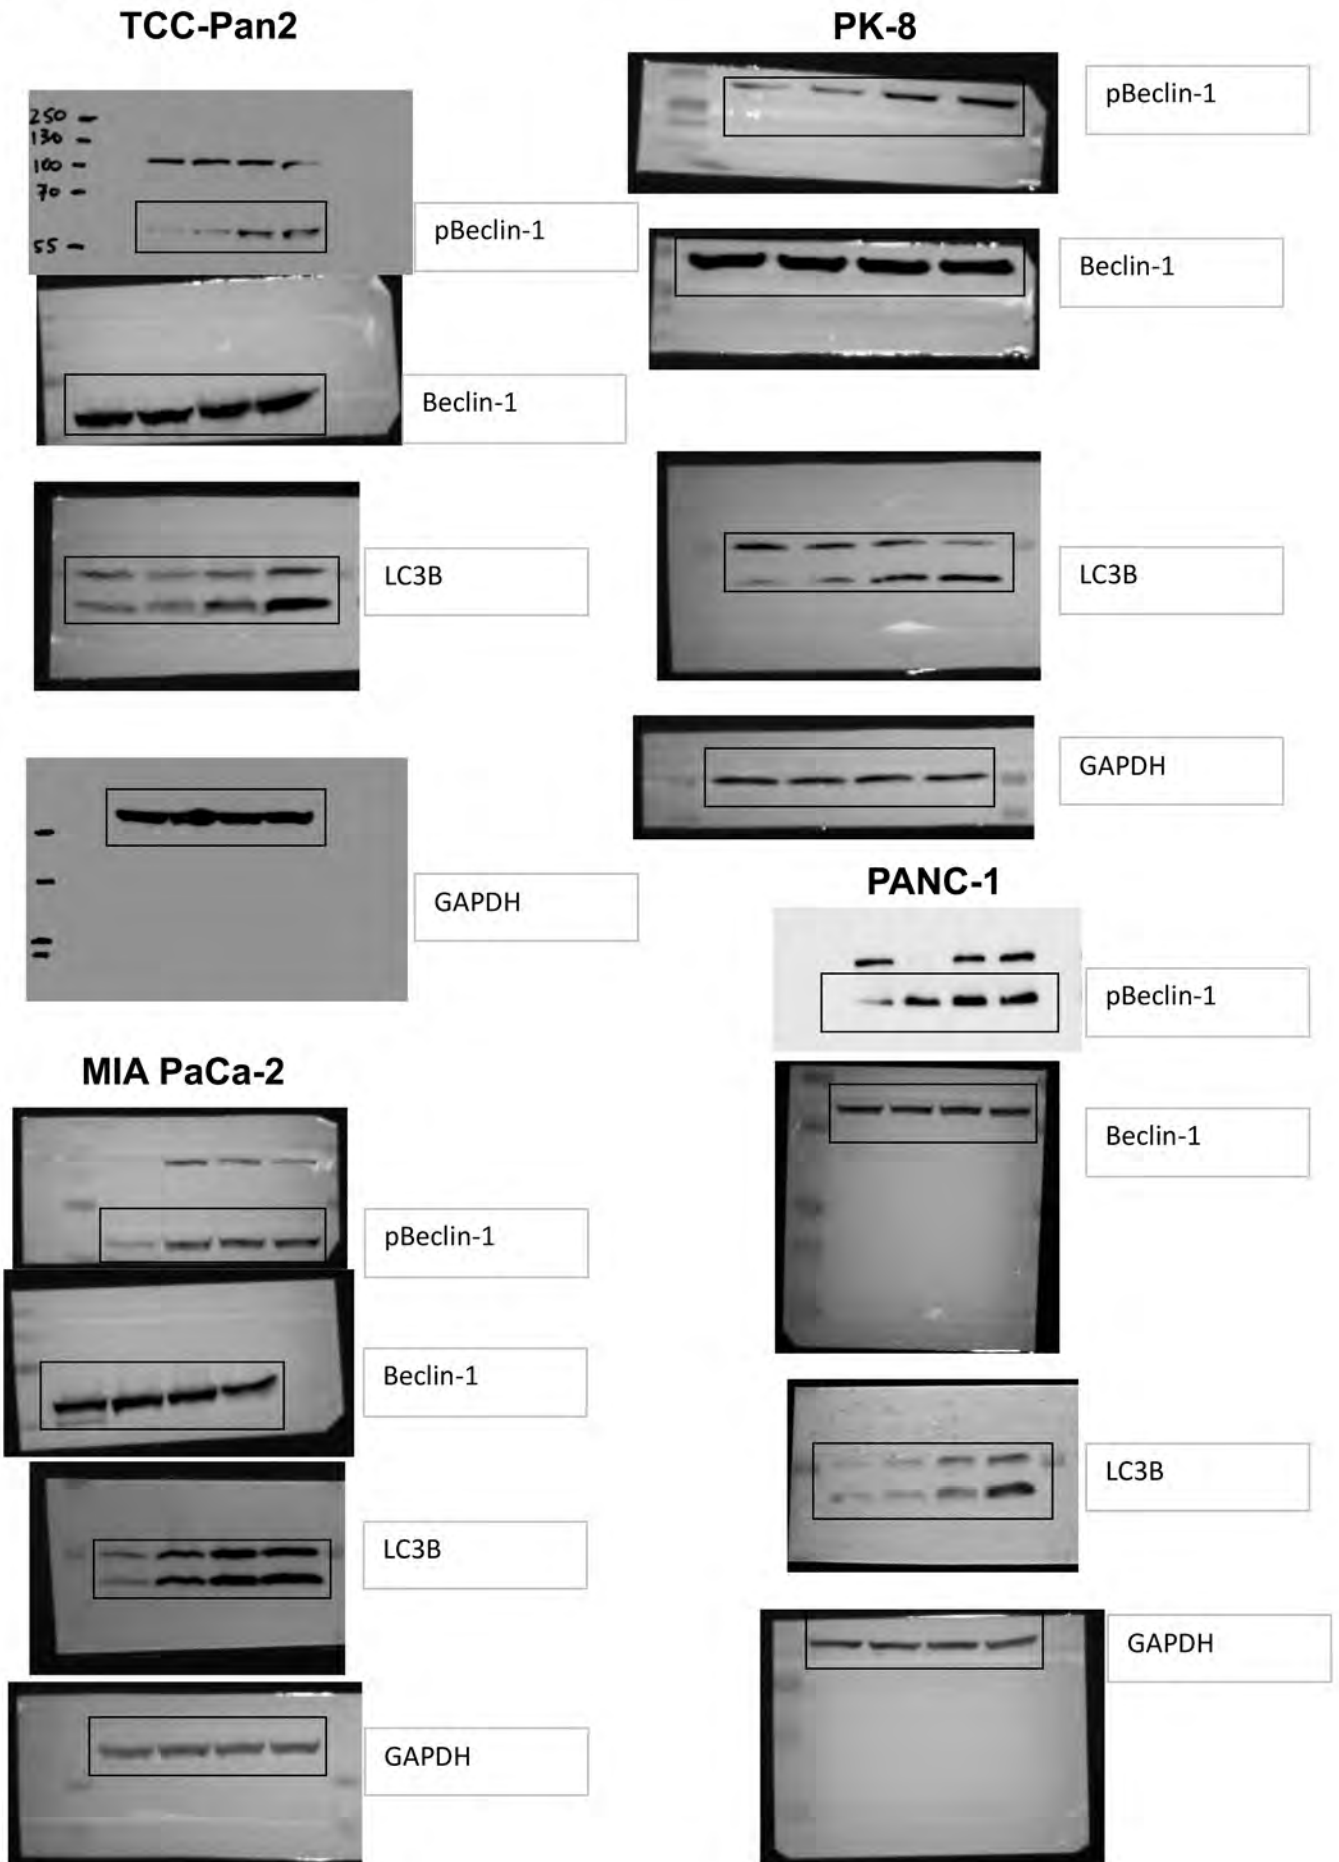 TCC-Pan2
250
130
100
70
55
pBeclin-1
Beclin-1
LC3B
GAPDH
PK-8
pBeclin-1
Beclin-1
LC3B
GAPDH
MIA PaCa-2
pBeclin-1
Beclin-1
LC3B
GAPDH
PANC-1
pBeclin-1
Beclin-1
LC3B
GAPDH